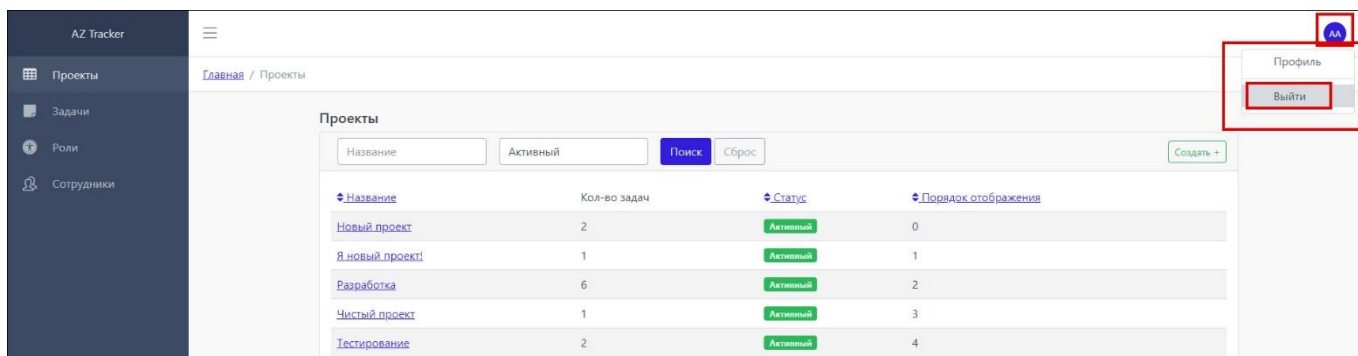 AZ Tracker
AA
Проекты
Главная / Проекты
Профиль
Задачи
Выйти
Проекты
Роли
Название Активный Поиск Сброс Создать +
Сотрудники
Название Кол-во задач Статус Порядок отображения
Новый проект 2 Активный 0
Я новый проект! 1 Активный 1
Разработка 6 Активный 2
Чистый проект 1 Активный 3
Тестирование 2 Активный 4